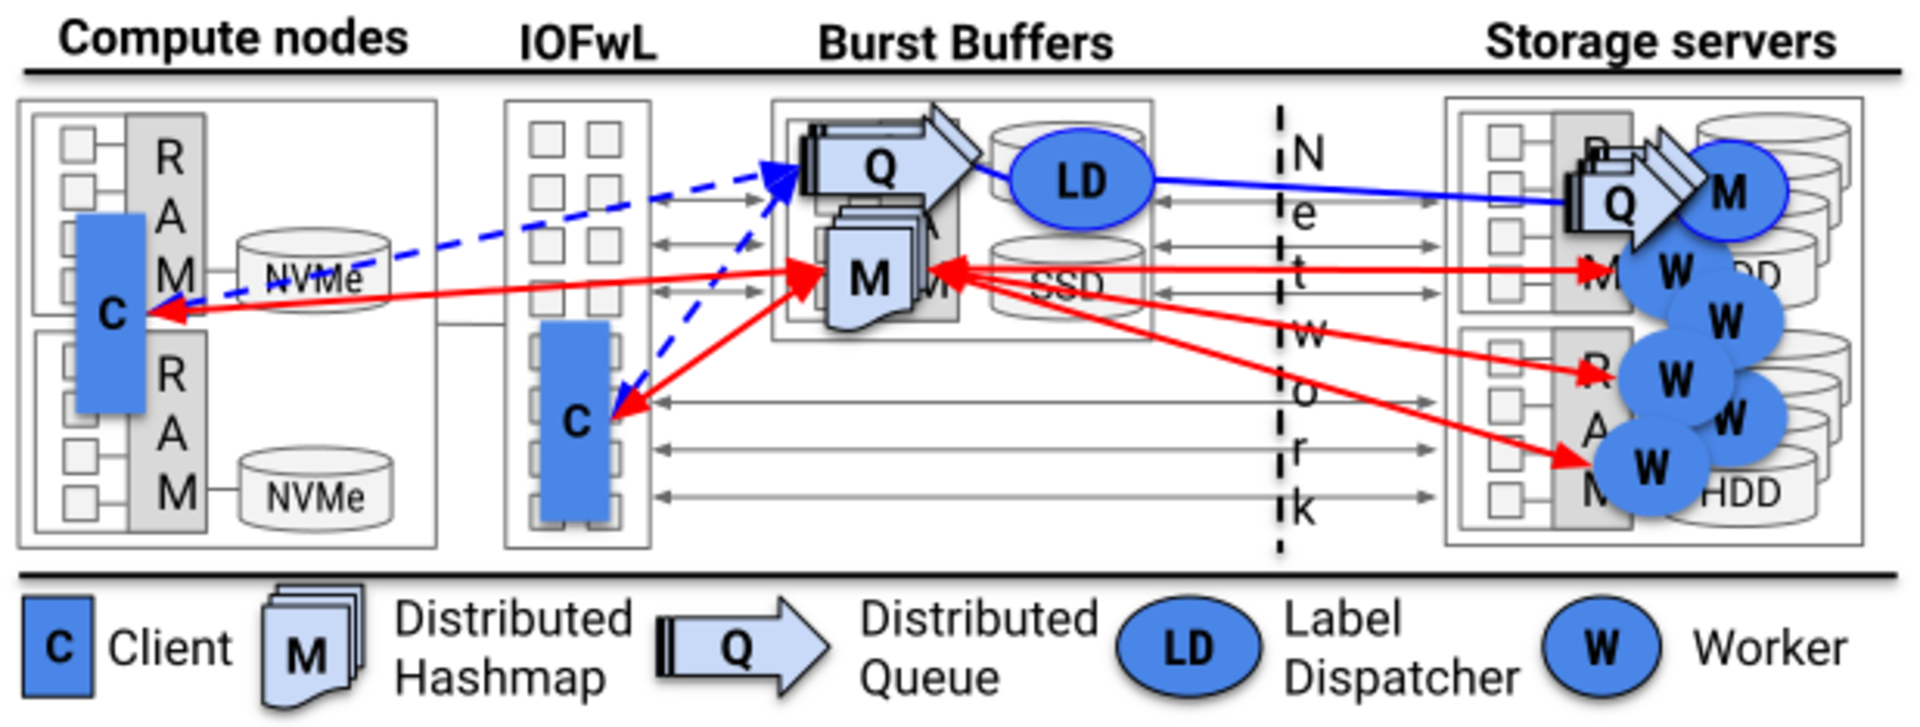 Compute nodes IOFwL Burst Buffers Storage servers
R
A
M
NVMe
R
A
M
NVMe
C
C
Q
M
A
M
LD
SSD
N
e
t
w
o
r
k
R
M
Q
M
W
W
W
W
W
DD
R
A
M
HDD
C Client
M Distributed Hashmap
Q Distributed Queue
LD Label Dispatcher
W Worker